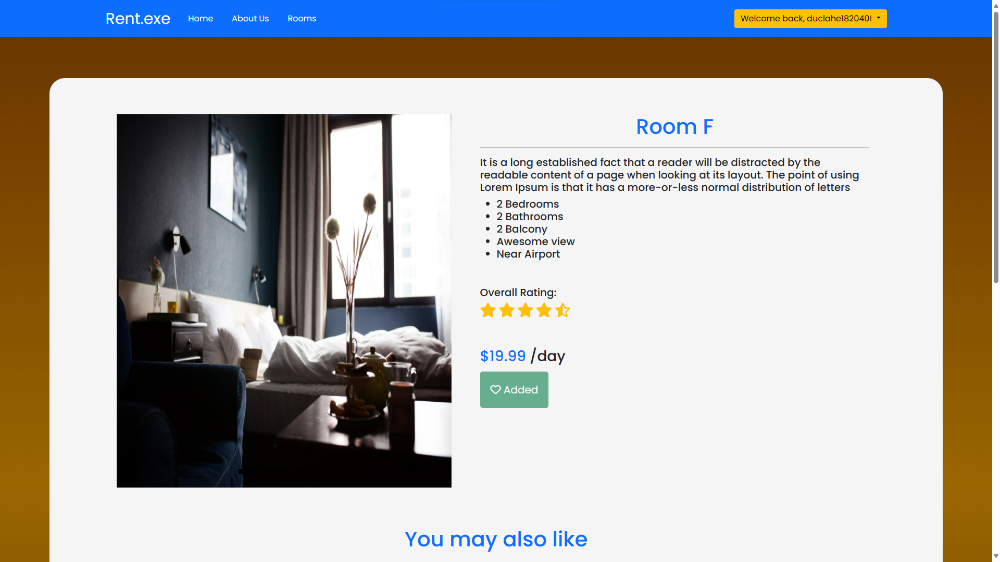 Rent.exe Home About Us Rooms Welcome back, duclahe182040!
Room F
It is a long established fact that a reader will be distracted by the
readable content of a page when looking at its layout. The point of using
Lorem Ipsum is that it has a more-or-less normal distribution of letters
2 Bedrooms
2 Bathrooms
2 Balcony
Awesome view
Near Airport
Overall Rating:
$19.99 /day
Added
You may also like